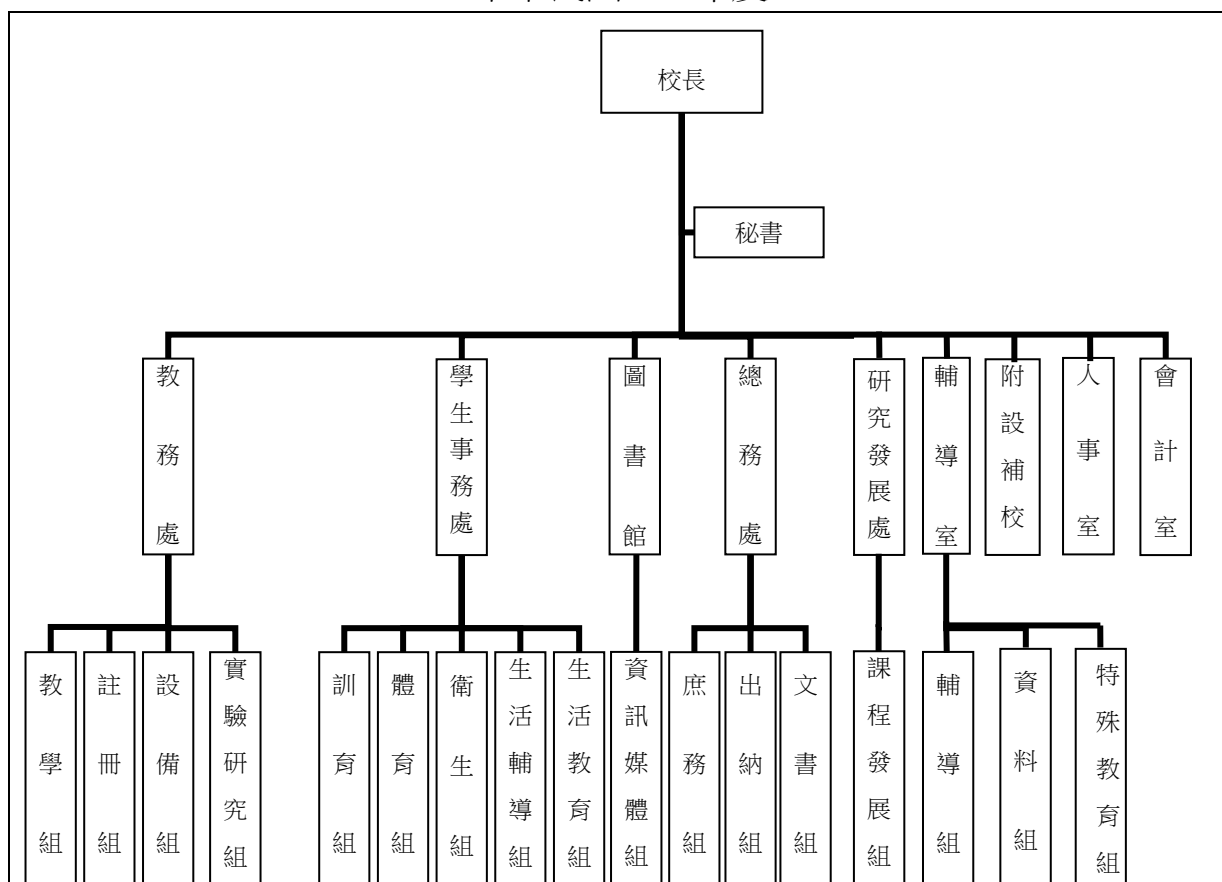 校長
秘書
教務處
學生事務處
圖書館
總務處
研究發展處
輔導室
附設補校
人事室
會計室
教學組
註冊組
設備組
實驗研究組
訓育組
體育組
衛生組
生活輔導組
生活教育組
資訊媒體組
庶務組
出納組
文書組
課程發展組
輔導組
資料組
特殊教育組